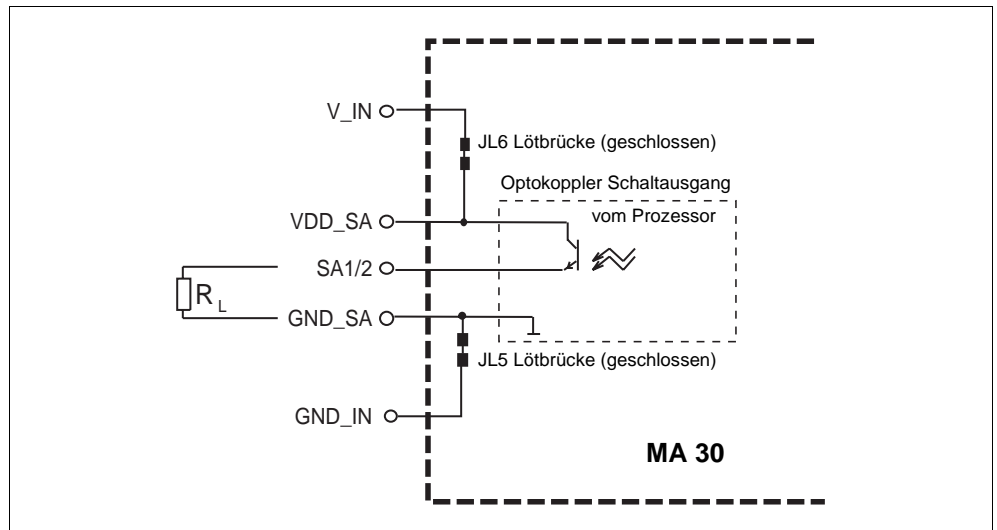 V_IN
JL6 Lötbrücke (geschlossen)
Optokoppler Schaltausgang
vom Prozessor
VDD_SA
SA1/2
R L
GND_SA
JL5 Lötbrücke (geschlossen)
GND_IN
MA 30